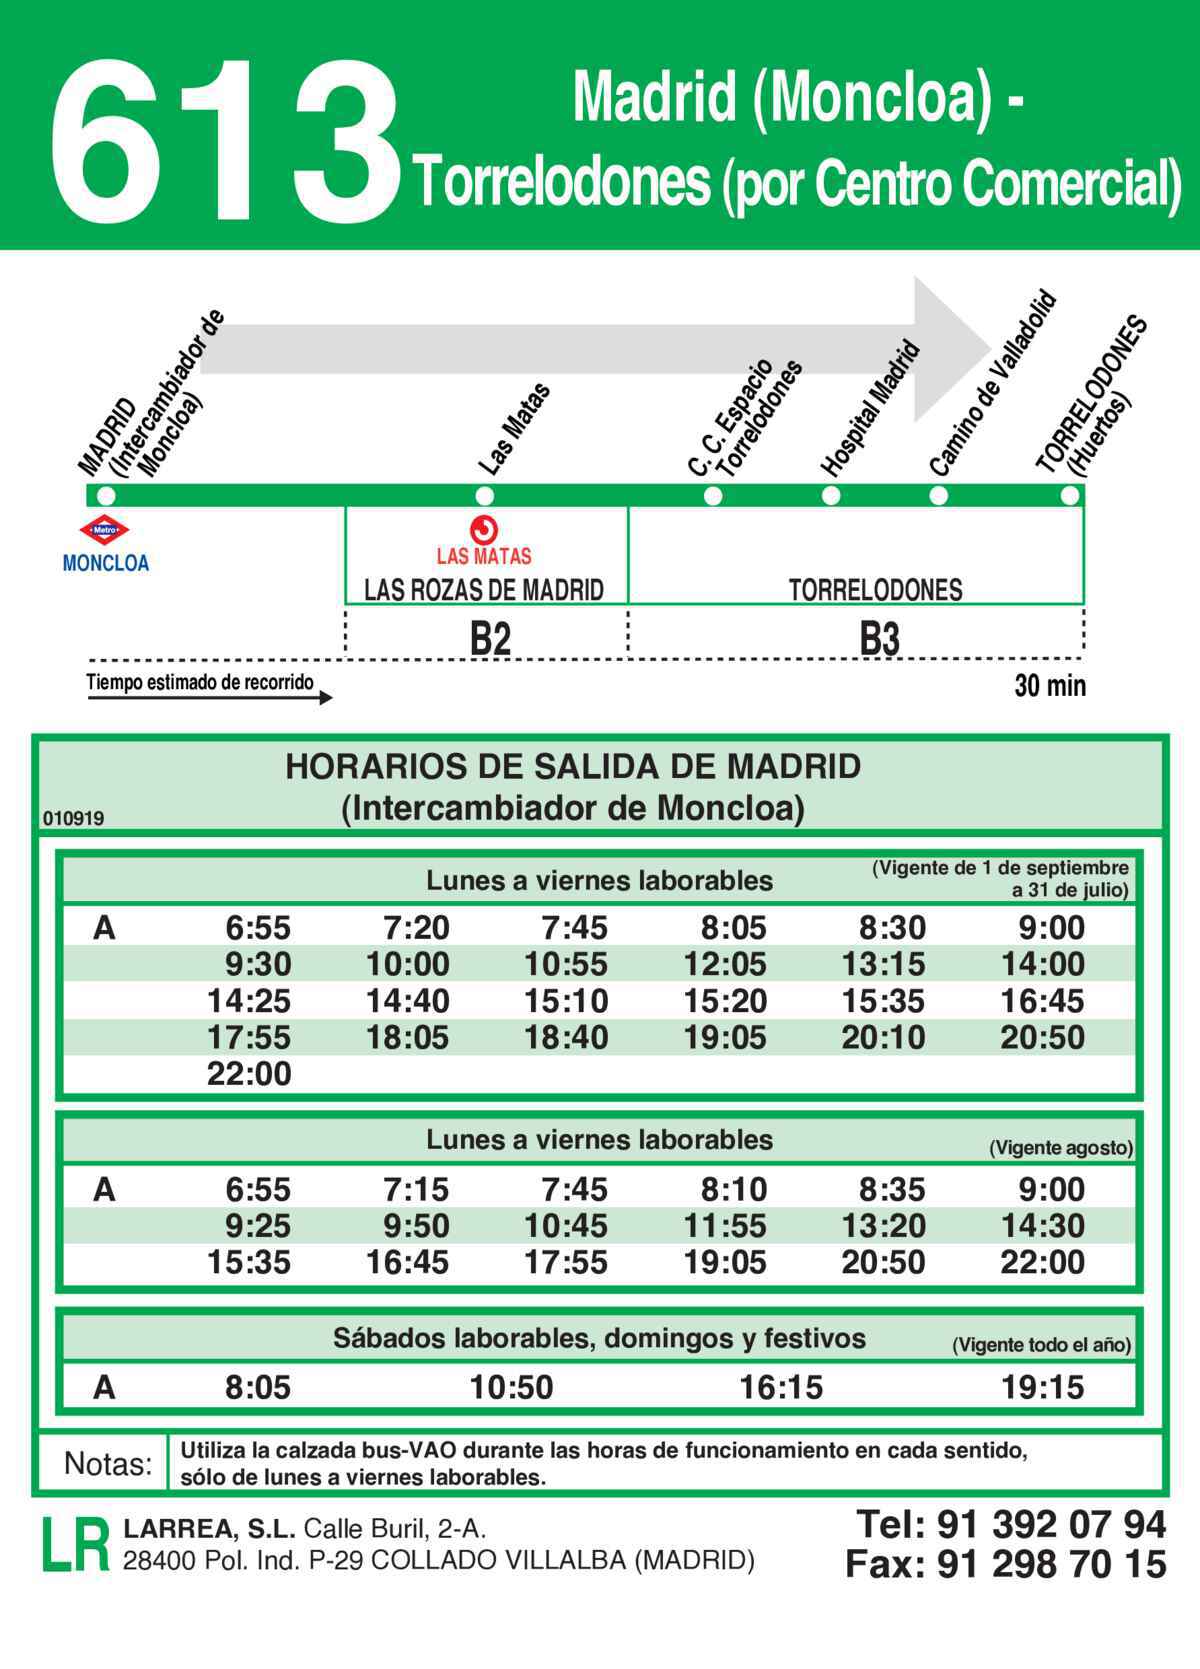 613
Madrid (Moncloa) -
Torrelodones (por Centro Comercial)
MADRID
(Intercambiador de
Moncloa)
Las Matas
C. C. Espacio
Torrelodones
Hospital Madrid
Camino de Valladolid
TORRELODONES
(Huertos)
Metro
MONCLOA
LAS MATAS
LAS ROZAS DE MADRID
TORRELODONES
B2
B3
Tiempo estimado de recorrido
30 min
HORARIOS DE SALIDA DE MADRID
(Intercambiador de Moncloa)
010919
Lunes a viernes laborables
(Vigente de 1 de septiembre
a 31 de julio)
A 6:55 7:20 7:45 8:05 8:30 9:00
9:30 10:00 10:55 12:05 13:15 14:00
14:25 14:40 15:10 15:20 15:35 16:45
17:55 18:05 18:40 19:05 20:10 20:50
22:00
Lunes a viernes laborables (Vigente agosto)
A 6:55 7:15 7:45 8:10 8:35 9:00
9:25 9:50 10:45 11:55 13:20 14:30
15:35 16:45 17:55 19:05 20:50 22:00
Sábados laborables, domingos y festivos (Vigente todo el año)
A 8:05 10:50 16:15 19:15
Notas:
Utiliza la calzada bus-VAO durante las horas de funcionamiento en cada sentido,
sólo de lunes a viernes laborables.
LR
LARREA, S.L. Calle Buril, 2-A.
28400 Pol. Ind. P-29 COLLADO VILLALBA (MADRID)
Tel: 91 392 07 94
Fax: 91 298 70 15